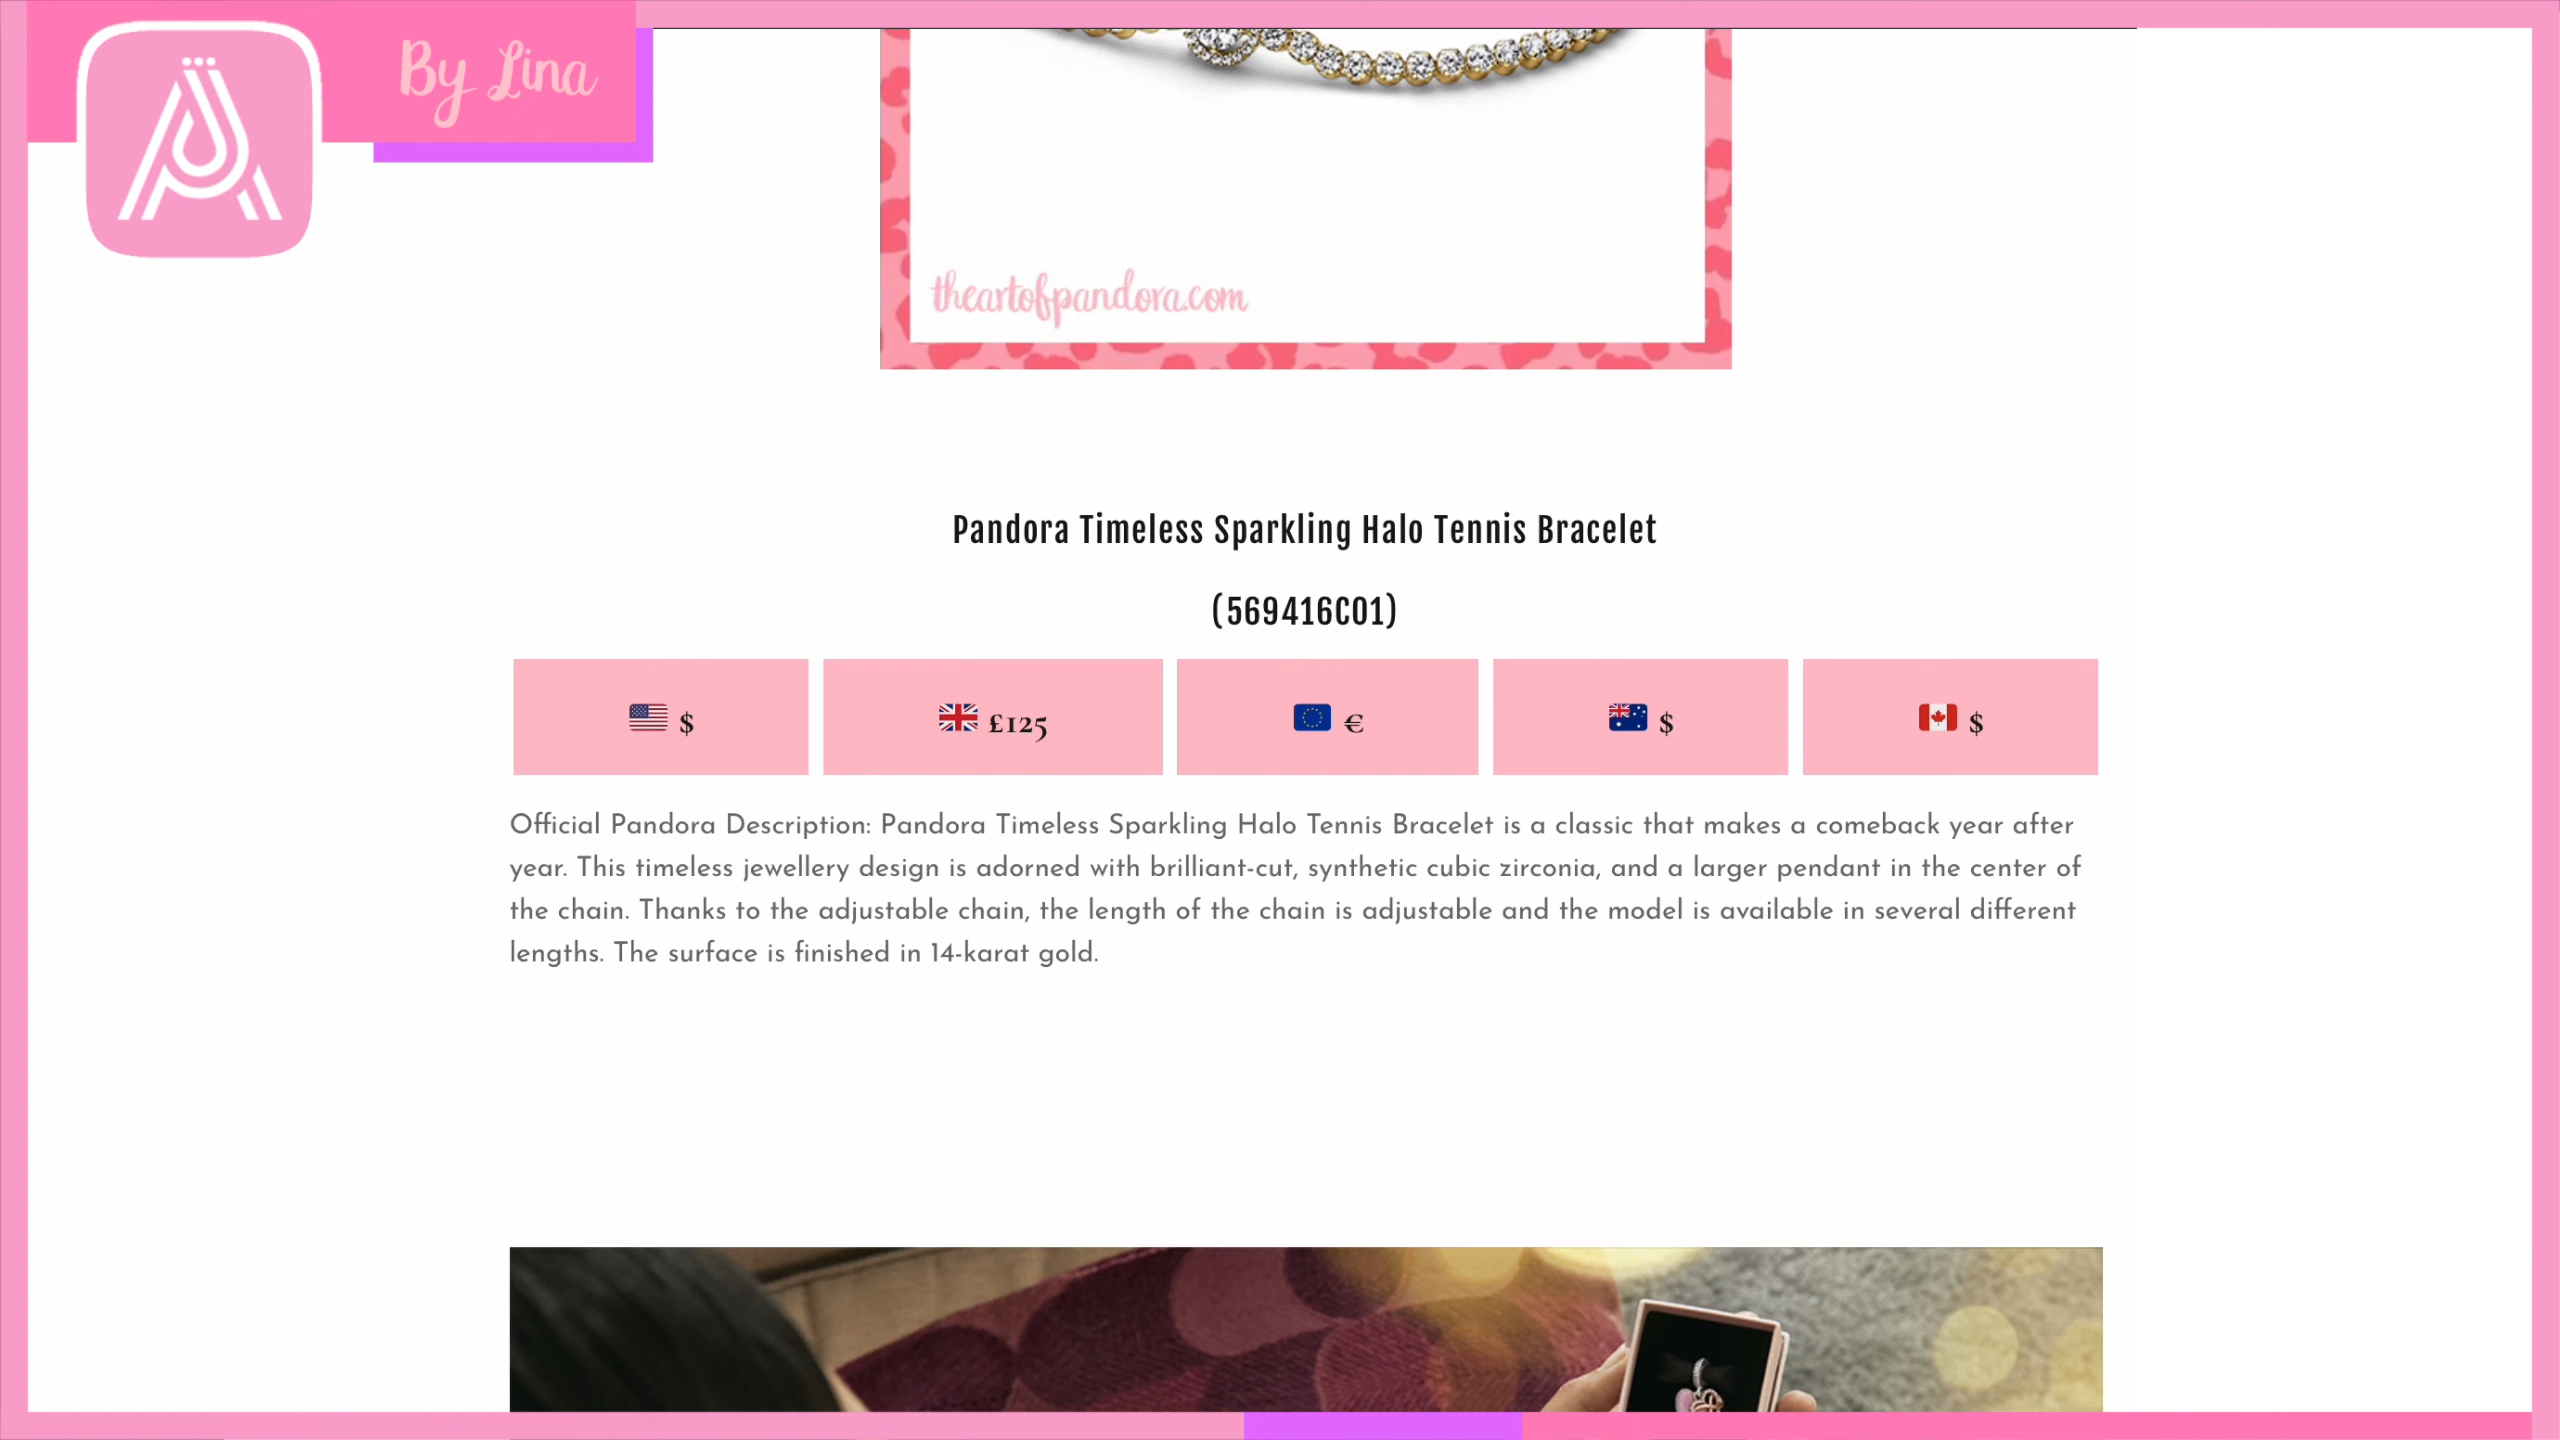 By Lina
theartofpandora.com
Pandora Timeless Sparkling Halo Tennis Bracelet
(569416C01)
$ £125 € $ $
Official Pandora Description: Pandora Timeless Sparkling Halo Tennis Bracelet is a classic that makes a comeback year after
year. This timeless jewellery design is adorned with brilliant-cut, synthetic cubic zirconia, and a larger pendant in the center of
the chain. Thanks to the adjustable chain, the length of the chain is adjustable and the model is available in several different
lengths. The surface is finished in 14-karat gold.